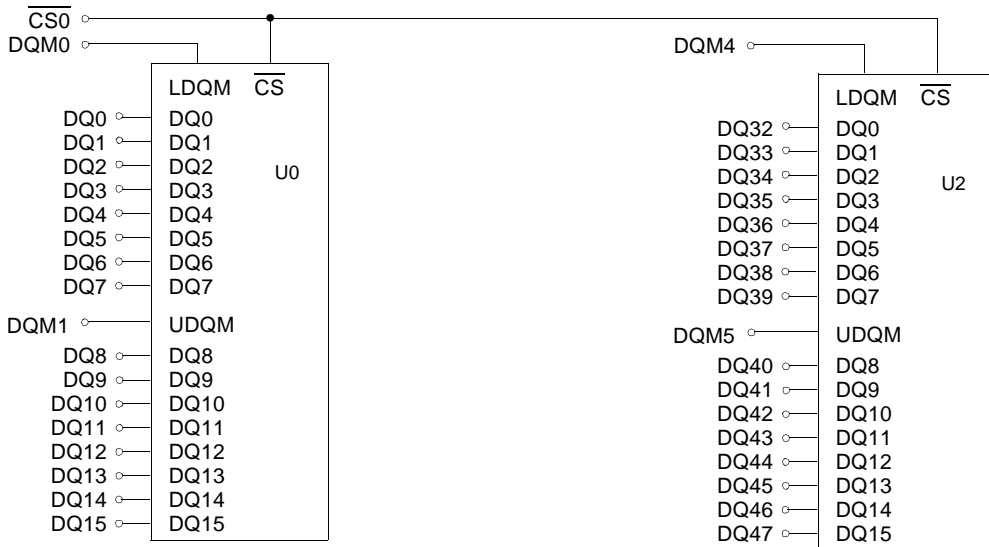 C̅S̅0̅
DQM0
LDQM C̅S̅
DQ0 DQ0
DQ1 DQ1
DQ2 DQ2
U0
DQ3 DQ3
DQ4 DQ4
DQ5 DQ5
DQ6 DQ6
DQ7 DQ7
DQM1 UDQM
DQ8 DQ8
DQ9 DQ9
DQ10 DQ10
DQ11 DQ11
DQ12 DQ12
DQ13 DQ13
DQ14 DQ14
DQ15 DQ15
DQM4
LDQM C̅S̅
DQ32 DQ0
DQ33 DQ1
DQ34 DQ2
U2
DQ35 DQ3
DQ36 DQ4
DQ37 DQ5
DQ38 DQ6
DQ39 DQ7
DQM5 UDQM
DQ40 DQ8
DQ41 DQ9
DQ42 DQ10
DQ43 DQ11
DQ44 DQ12
DQ45 DQ13
DQ46 DQ14
DQ47 DQ15